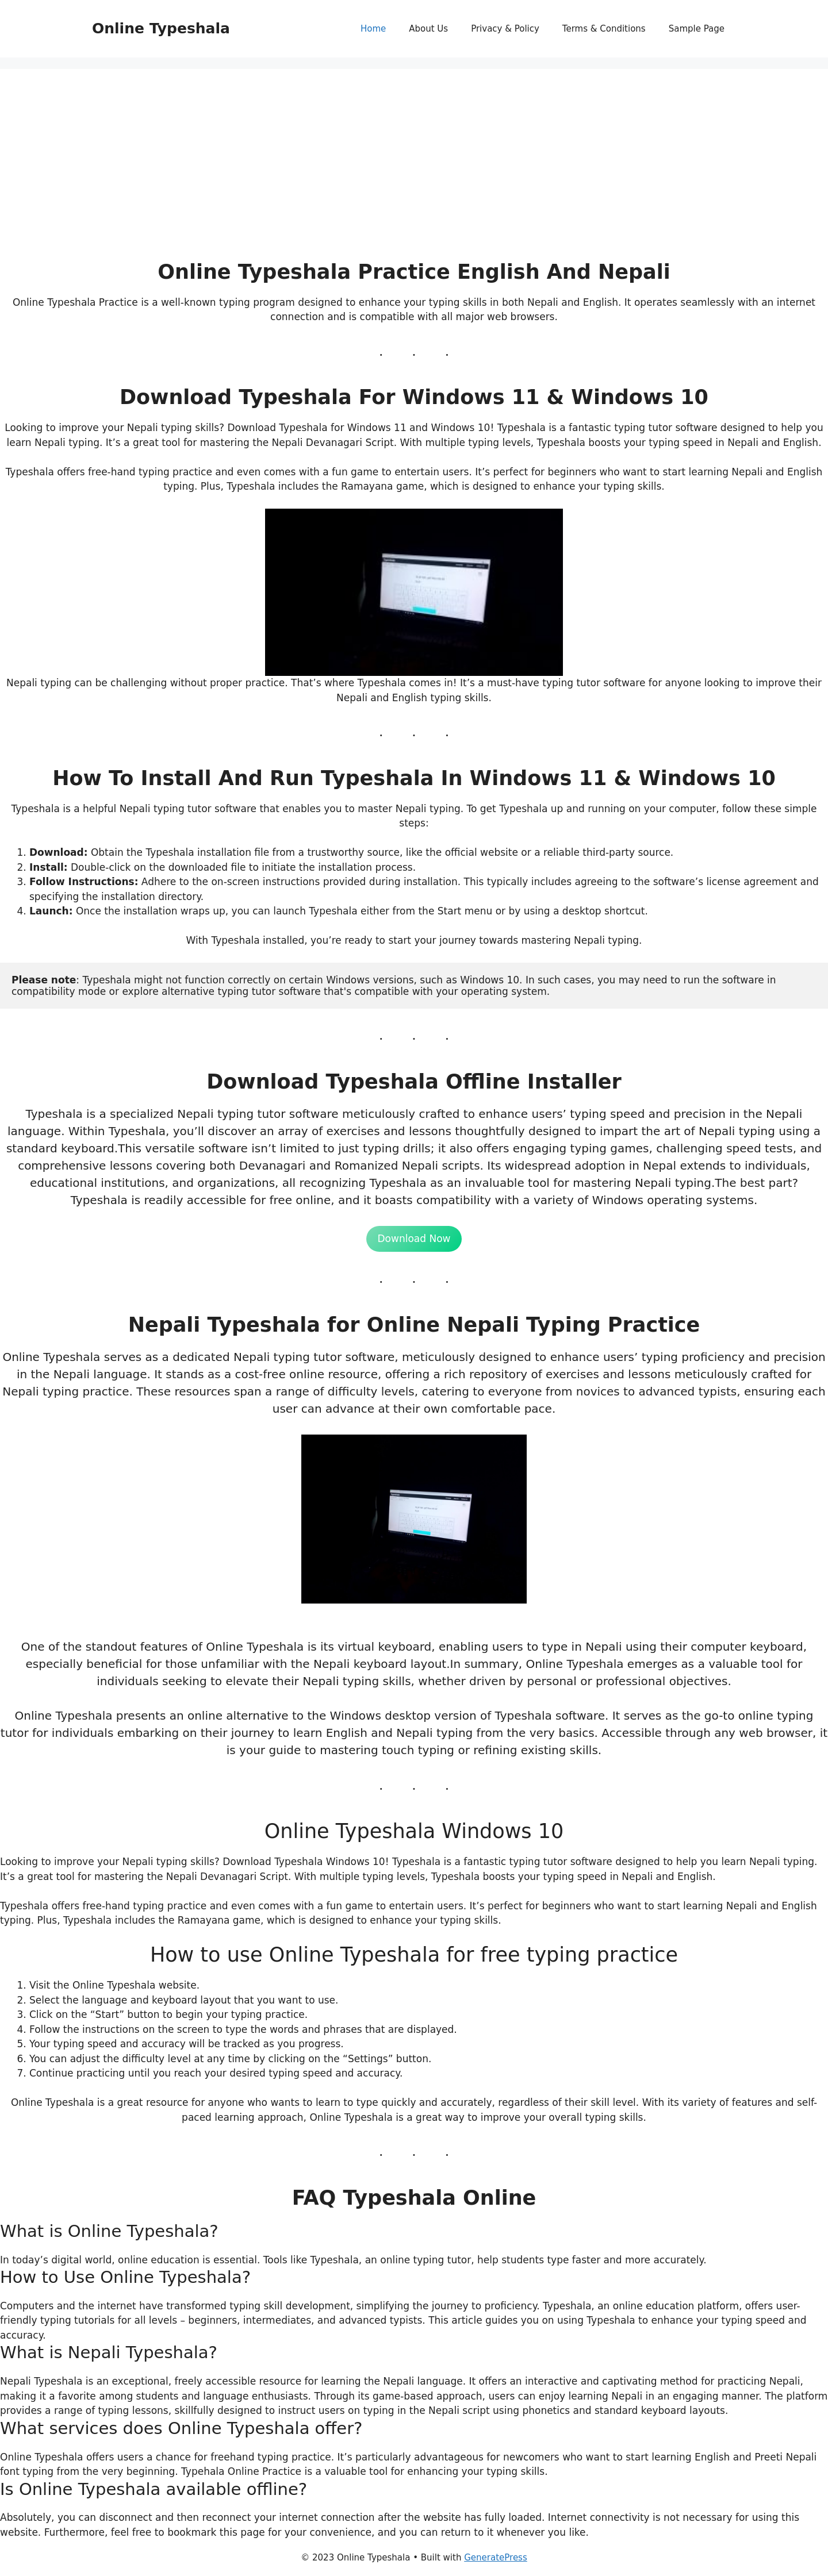 Online Typeshala
Home About Us Privacy & Policy Terms & Conditions Sample Page
Online Typeshala Practice English And Nepali
Online Typeshala Practice is a well-known typing program designed to enhance your typing skills in both Nepali and English. It operates seamlessly with an internet
connection and is compatible with all major web browsers.
· · ·
Download Typeshala For Windows 11 & Windows 10
Looking to improve your Nepali typing skills? Download Typeshala for Windows 11 and Windows 10! Typeshala is a fantastic typing tutor software designed to help you
learn Nepali typing. It’s a great tool for mastering the Nepali Devanagari Script. With multiple typing levels, Typeshala boosts your typing speed in Nepali and English.
Typeshala offers free-hand typing practice and even comes with a fun game to entertain users. It’s perfect for beginners who want to start learning Nepali and English
typing. Plus, Typeshala includes the Ramayana game, which is designed to enhance your typing skills.
Nepali typing can be challenging without proper practice. That’s where Typeshala comes in! It’s a must-have typing tutor software for anyone looking to improve their
Nepali and English typing skills.
· · ·
How To Install And Run Typeshala In Windows 11 & Windows 10
Typeshala is a helpful Nepali typing tutor software that enables you to master Nepali typing. To get Typeshala up and running on your computer, follow these simple
steps:
1. Download: Obtain the Typeshala installation file from a trustworthy source, like the official website or a reliable third-party source.
2. Install: Double-click on the downloaded file to initiate the installation process.
3. Follow Instructions: Adhere to the on-screen instructions provided during installation. This typically includes agreeing to the software’s license agreement and
specifying the installation directory.
4. Launch: Once the installation wraps up, you can launch Typeshala either from the Start menu or by using a desktop shortcut.
With Typeshala installed, you’re ready to start your journey towards mastering Nepali typing.
Please note: Typeshala might not function correctly on certain Windows versions, such as Windows 10. In such cases, you may need to run the software in
compatibility mode or explore alternative typing tutor software that's compatible with your operating system.
· · ·
Download Typeshala Offline Installer
Typeshala is a specialized Nepali typing tutor software meticulously crafted to enhance users’ typing speed and precision in the Nepali
language. Within Typeshala, you’ll discover an array of exercises and lessons thoughtfully designed to impart the art of Nepali typing using a
standard keyboard.This versatile software isn’t limited to just typing drills; it also offers engaging typing games, challenging speed tests, and
comprehensive lessons covering both Devanagari and Romanized Nepali scripts. Its widespread adoption in Nepal extends to individuals,
educational institutions, and organizations, all recognizing Typeshala as an invaluable tool for mastering Nepali typing.The best part?
Typeshala is readily accessible for free online, and it boasts compatibility with a variety of Windows operating systems.
Download Now
· · ·
Nepali Typeshala for Online Nepali Typing Practice
Online Typeshala serves as a dedicated Nepali typing tutor software, meticulously designed to enhance users’ typing proficiency and precision
in the Nepali language. It stands as a cost-free online resource, offering a rich repository of exercises and lessons meticulously crafted for
Nepali typing practice. These resources span a range of difficulty levels, catering to everyone from novices to advanced typists, ensuring each
user can advance at their own comfortable pace.
One of the standout features of Online Typeshala is its virtual keyboard, enabling users to type in Nepali using their computer keyboard,
especially beneficial for those unfamiliar with the Nepali keyboard layout.In summary, Online Typeshala emerges as a valuable tool for
individuals seeking to elevate their Nepali typing skills, whether driven by personal or professional objectives.
Online Typeshala presents an online alternative to the Windows desktop version of Typeshala software. It serves as the go-to online typing
tutor for individuals embarking on their journey to learn English and Nepali typing from the very basics. Accessible through any web browser, it
is your guide to mastering touch typing or refining existing skills.
· · ·
Online Typeshala Windows 10
Looking to improve your Nepali typing skills? Download Typeshala Windows 10! Typeshala is a fantastic typing tutor software designed to help you learn Nepali typing.
It’s a great tool for mastering the Nepali Devanagari Script. With multiple typing levels, Typeshala boosts your typing speed in Nepali and English.
Typeshala offers free-hand typing practice and even comes with a fun game to entertain users. It’s perfect for beginners who want to start learning Nepali and English
typing. Plus, Typeshala includes the Ramayana game, which is designed to enhance your typing skills.
How to use Online Typeshala for free typing practice
1. Visit the Online Typeshala website.
2. Select the language and keyboard layout that you want to use.
3. Click on the “Start” button to begin your typing practice.
4. Follow the instructions on the screen to type the words and phrases that are displayed.
5. Your typing speed and accuracy will be tracked as you progress.
6. You can adjust the difficulty level at any time by clicking on the “Settings” button.
7. Continue practicing until you reach your desired typing speed and accuracy.
Online Typeshala is a great resource for anyone who wants to learn to type quickly and accurately, regardless of their skill level. With its variety of features and self-
paced learning approach, Online Typeshala is a great way to improve your overall typing skills.
· · ·
FAQ Typeshala Online
What is Online Typeshala?
In today’s digital world, online education is essential. Tools like Typeshala, an online typing tutor, help students type faster and more accurately.
How to Use Online Typeshala?
Computers and the internet have transformed typing skill development, simplifying the journey to proficiency. Typeshala, an online education platform, offers user-
friendly typing tutorials for all levels – beginners, intermediates, and advanced typists. This article guides you on using Typeshala to enhance your typing speed and
accuracy.
What is Nepali Typeshala?
Nepali Typeshala is an exceptional, freely accessible resource for learning the Nepali language. It offers an interactive and captivating method for practicing Nepali,
making it a favorite among students and language enthusiasts. Through its game-based approach, users can enjoy learning Nepali in an engaging manner. The platform
provides a range of typing lessons, skillfully designed to instruct users on typing in the Nepali script using phonetics and standard keyboard layouts.
What services does Online Typeshala offer?
Online Typeshala offers users a chance for freehand typing practice. It’s particularly advantageous for newcomers who want to start learning English and Preeti Nepali
font typing from the very beginning. Typehala Online Practice is a valuable tool for enhancing your typing skills.
Is Online Typeshala available offline?
Absolutely, you can disconnect and then reconnect your internet connection after the website has fully loaded. Internet connectivity is not necessary for using this
website. Furthermore, feel free to bookmark this page for your convenience, and you can return to it whenever you like.
© 2023 Online Typeshala • Built with GeneratePress